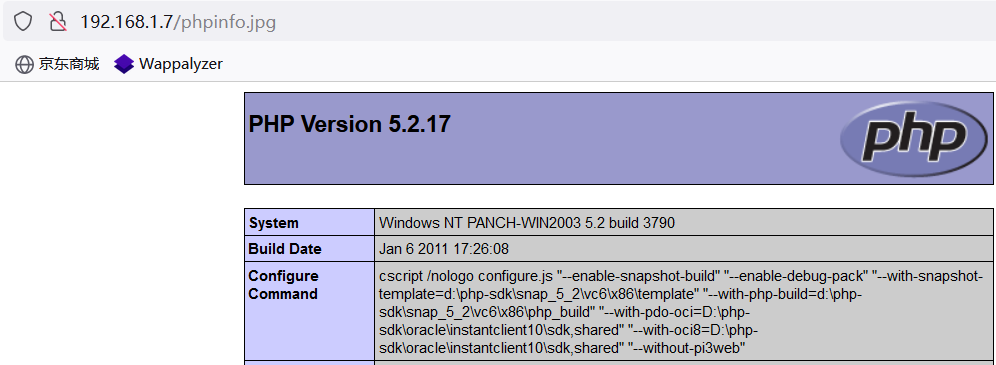 192.168.1.7/phpinfo.jpg
京东商城 Wappalyzer
PHP Version 5.2.17
php
System Windows NT PANCH-WIN2003 5.2 build 3790
Build Date Jan 6 2011 17:26:08
Configure Command cscript /nologo configure.js "--enable-snapshot-build" "--enable-debug-pack" "--with-snapshot-
template=d:\php-sdk\snap_5_2\vc6\x86\template" "--with-php-build=d:\php-
sdk\snap_5_2\vc6\x86\php_build" "--with-pdo-oci=D:\php-
sdk\oracle\instantclient10\sdk,shared" "--with-oci8=D:\php-
sdk\oracle\instantclient10\sdk,shared" "--without-pi3web"